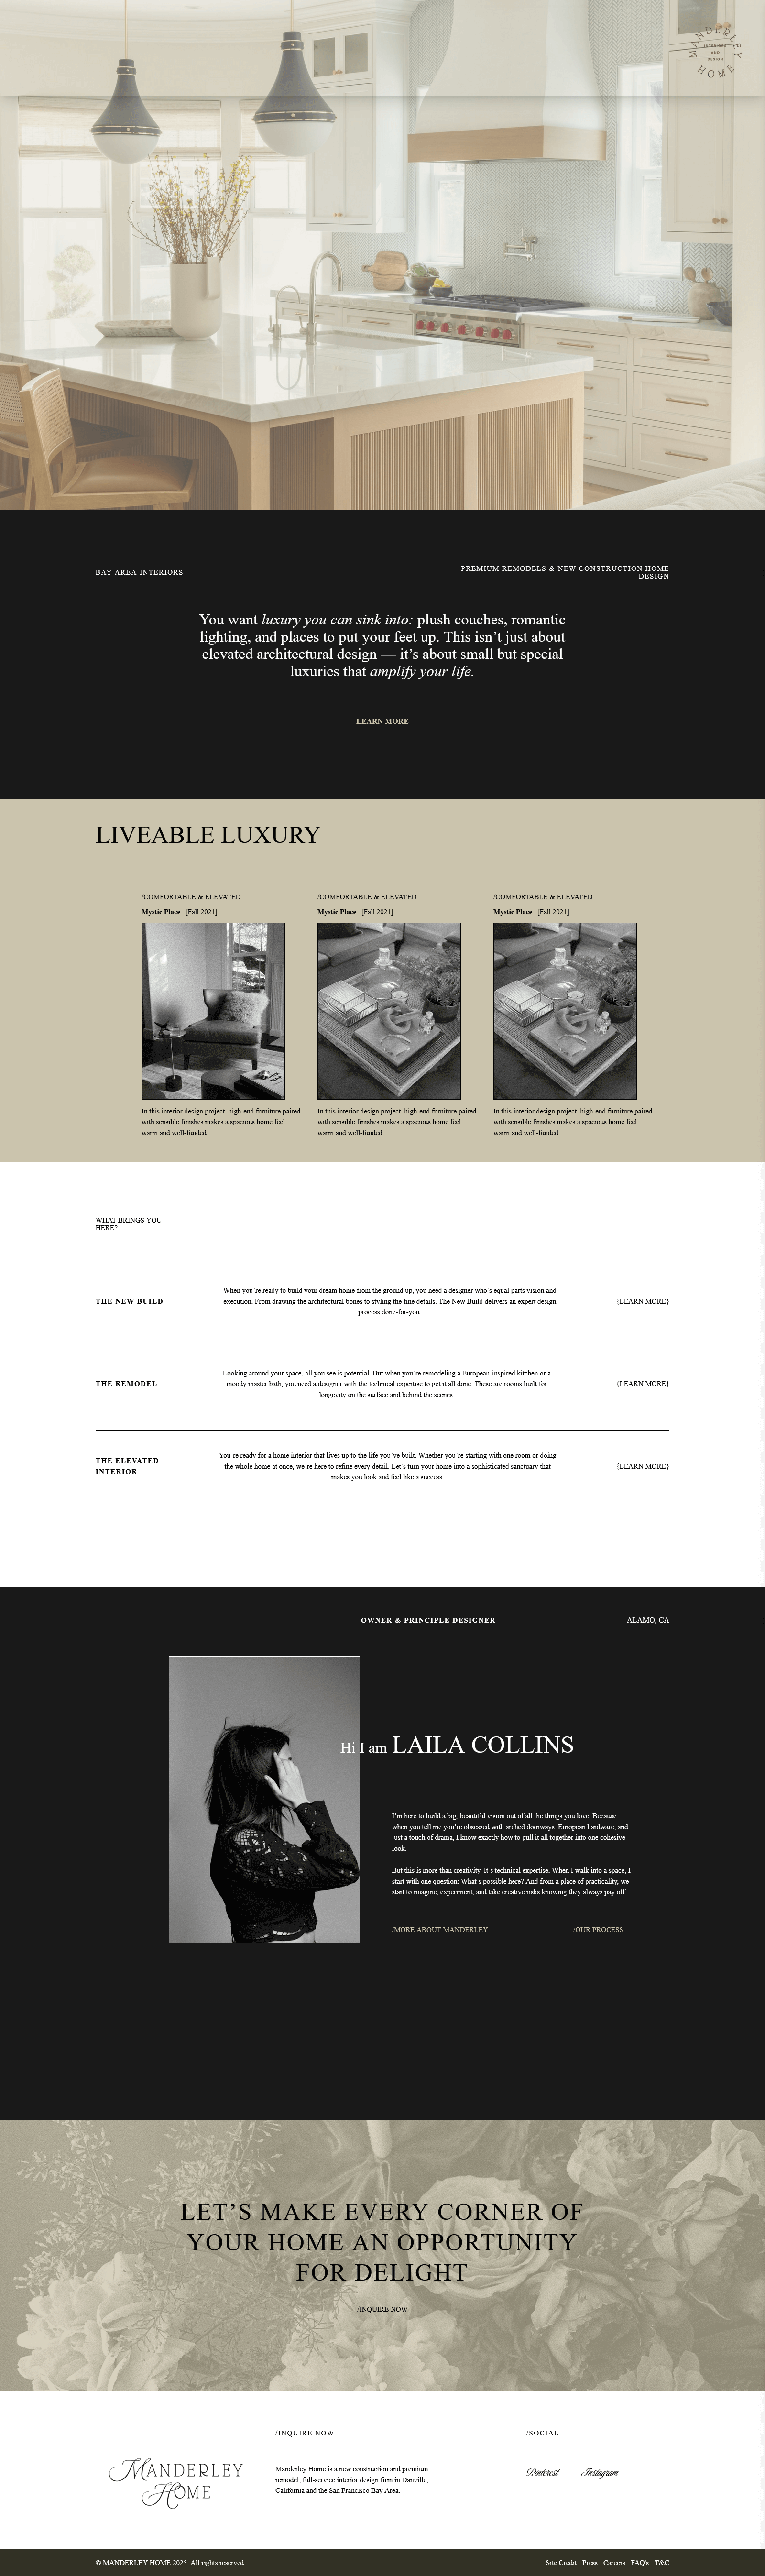 MANDERLEY
INTERIORS
AND
DESIGN
HOME
BAY AREA INTERIORS
PREMIUM REMODELS & NEW CONSTRUCTION HOME
DESIGN
You want luxury you can sink into: plush couches, romantic
lighting, and places to put your feet up. This isn’t just about
elevated architectural design — it’s about small but special
luxuries that amplify your life.
LEARN MORE
LIVEABLE LUXURY
/COMFORTABLE & ELEVATED
Mystic Place | [Fall 2021]
In this interior design project, high-end furniture paired
with sensible finishes makes a spacious home feel
warm and well-funded.
/COMFORTABLE & ELEVATED
Mystic Place | [Fall 2021]
In this interior design project, high-end furniture paired
with sensible finishes makes a spacious home feel
warm and well-funded.
/COMFORTABLE & ELEVATED
Mystic Place | [Fall 2021]
In this interior design project, high-end furniture paired
with sensible finishes makes a spacious home feel
warm and well-funded.
WHAT BRINGS YOU
HERE?
THE NEW BUILD
When you’re ready to build your dream home from the ground up, you need a designer who’s equal parts vision and
execution. From drawing the architectural bones to styling the fine details. The New Build delivers an expert design
process done-for-you.
{LEARN MORE}
THE REMODEL
Looking around your space, all you see is potential. But when you’re remodeling a European-inspired kitchen or a
moody master bath, you need a designer with the technical expertise to get it all done. These are rooms built for
longevity on the surface and behind the scenes.
{LEARN MORE}
THE ELEVATED
INTERIOR
You’re ready for a home interior that lives up to the life you’ve built. Whether you’re starting with one room or doing
the whole home at once, we’re here to refine every detail. Let’s turn your home into a sophisticated sanctuary that
makes you look and feel like a success.
{LEARN MORE}
OWNER & PRINCIPLE DESIGNER
ALAMO, CA
Hi I am LAILA COLLINS
I’m here to build a big, beautiful vision out of all the things you love. Because
when you tell me you’re obsessed with arched doorways, European hardware, and
just a touch of drama, I know exactly how to pull it all together into one cohesive
look.
But this is more than creativity. It’s technical expertise. When I walk into a space, I
start with one question: What’s possible here? And from a place of practicality, we
start to imagine, experiment, and take creative risks knowing they always pay off.
/MORE ABOUT MANDERLEY
/OUR PROCESS
LET’S MAKE EVERY CORNER OF
YOUR HOME AN OPPORTUNITY
FOR DELIGHT
/INQUIRE NOW
MANDERLEY
HOME
/INQUIRE NOW
Manderley Home is a new construction and premium
remodel, full-service interior design firm in Danville,
California and the San Francisco Bay Area.
/SOCIAL
Pinterest
Instagram
© MANDERLEY HOME 2025. All rights reserved.
Site Credit Press Careers FAQ's T&C